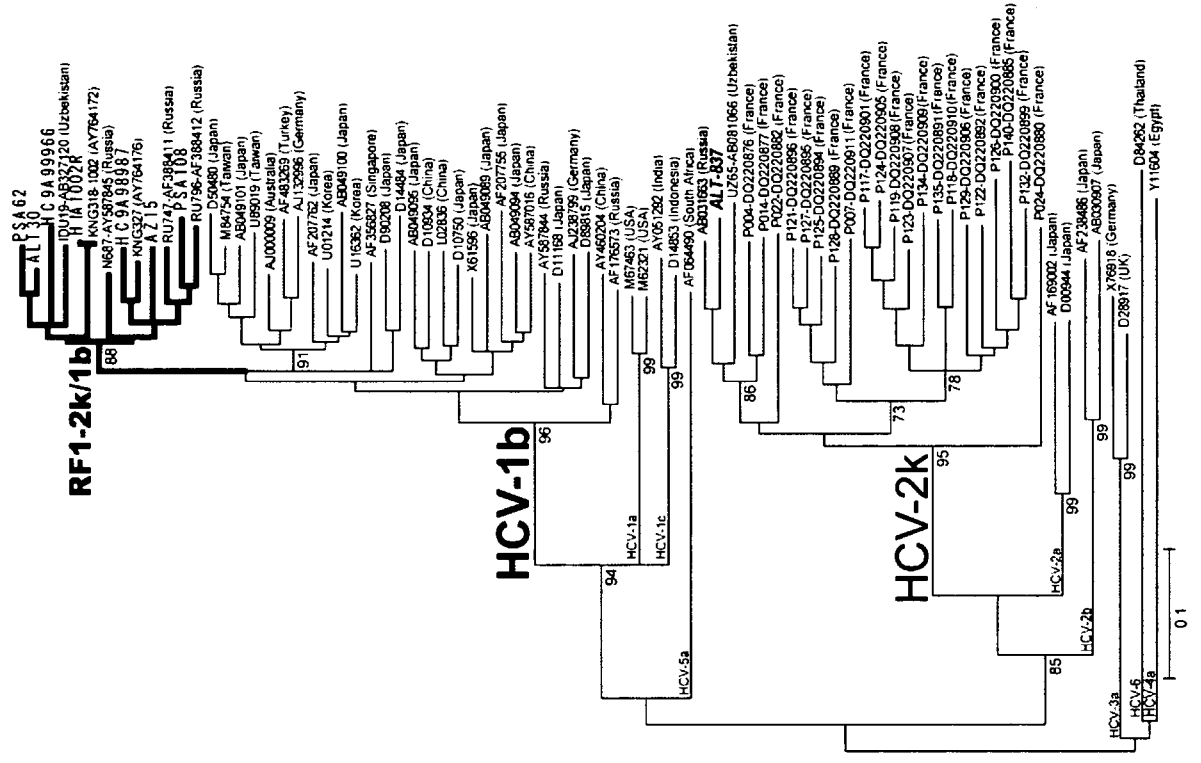 PSA62
ALT30
HC9A9996
IDU19-AB327120 (Uzbekistan)
HIA1002R
KNG318-1002 (AY764172)
N687-AY587845 (Russia)
HC9A98987
KNG327 (AY764176)
AZ15
RU747-AF388411 (Russia)
PSA108
RU796-AF388412 (Russia)
D50480 (Japan)
M84754 (Taiwan)
AB049101 (Japan)
U89019 (Taiwan)
AJ000009 (Australia)
AF483269 (Turkey)
AJ132996 (Germany)
AF207762 (Japan)
U01214 (Korea)
AB049100 (Japan)
U16362 (Korea)
AF356827 (Singapore)
D90208 (Japan)
D14484 (Japan)
AB049095 (Japan)
D10934 (China)
L02836 (China)
D10750 (Japan)
X61596 (Japan)
AB049089 (Japan)
AF207755 (Japan)
AB049094 (Japan)
AY587016 (China)
AY587844 (Russia)
D11168 (Japan)
AJ238799 (Germany)
D89815 (Japan)
AY460204 (China)
AF176573 (Russia)
M67463 (USA)
M62321 (USA)
AY051292 (India)
D14853 (Indonesia)
AF064490 (South Africa)
AB031663 (Russia)
ALT-837
UZ65-AB081066 (Uzbekistan)
P004-DQ220876 (France)
P014-DQ220877 (France)
P022-DQ220882 (France)
P121-DQ220896 (France)
P127-DQ220895 (France)
P125-DQ220894 (France)
P128-DQ220889 (France)
P007-DQ220911 (France)
P117-DQ220901 (France)
P124-DQ220905 (France)
P119-DQ220908 (France)
P123-DQ220907 (France)
P134-DQ220909 (France)
P135-DQ220891 (France)
P118-DQ220910 (France)
P129-DQ220906 (France)
P122-DQ220892 (France)
P126-DQ220900 (France)
P140-DQ220885 (France)
P132-DQ220899 (France)
P024-DQ220880 (France)
AF169002 (Japan)
D00944 (Japan)
AF238486 (Japan)
AB030907 (Japan)
X76918 (Germany)
D28917 (UK)
D84262 (Thailand)
Y11604 (Egypt)
RF1-2k/1b
88
91
HCV-1b
96
99
99
94
HCV-1a
HCV-1c
HCV-5a
86
73
78
HCV-2k
95
99
99
99
HCV-2a
HCV-2b
85
HCV-3a
HCV-6
HCV-4a
0 1